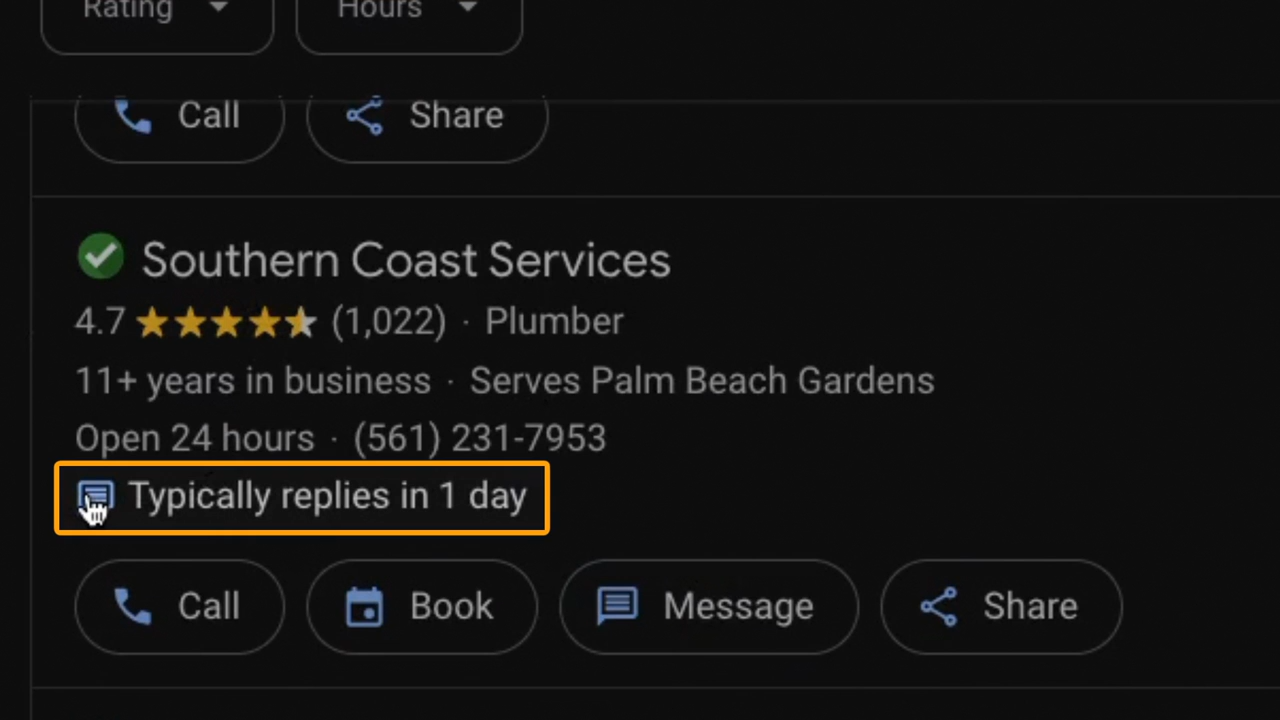 Rating Hours
Call Share
Southern Coast Services
4.7 (1,022) · Plumber
11+ years in business · Serves Palm Beach Gardens
Open 24 hours · (561) 231-7953
Typically replies in 1 day
Call Book Message Share